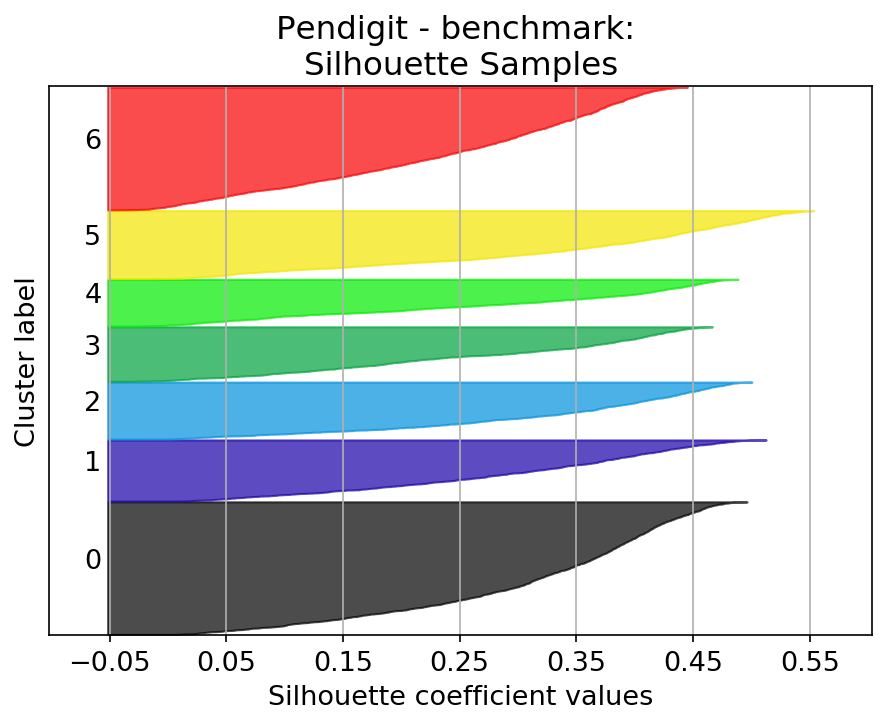 Pendigit - benchmark:
Silhouette Samples
Cluster label
6
5
4
3
2
1
0
−0.05 0.05 0.15 0.25 0.35 0.45 0.55
Silhouette coefficient values